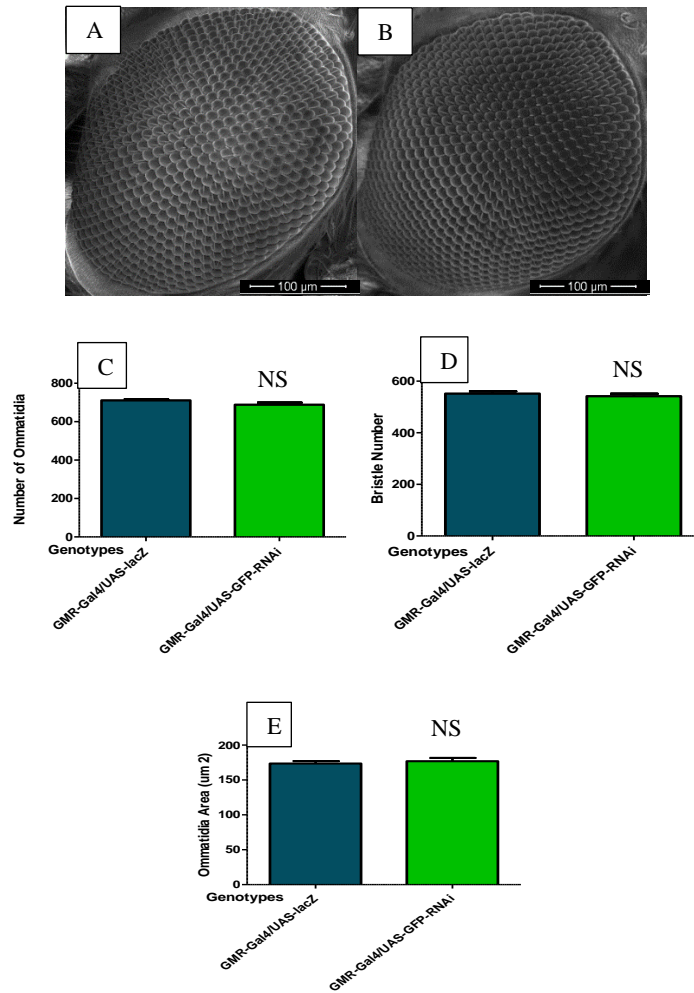 A
B
100 µm
100 µm
C
NS
800
600
400
200
0
Number of Ommatidia
Genotypes
GMR-Gal4/UAS-lacZ
GMR-Gal4/UAS-GFP-RNAi
D
NS
600
400
200
0
Bristle Number
Genotypes
GMR-Gal4/UAS-lacZ
GMR-Gal4/UAS-GFP-RNAi
E
NS
200
150
100
50
0
Ommatidia Area (um 2)
Genotypes
GMR-Gal4/UAS-lacZ
GMR-Gal4/UAS-GFP-RNAi